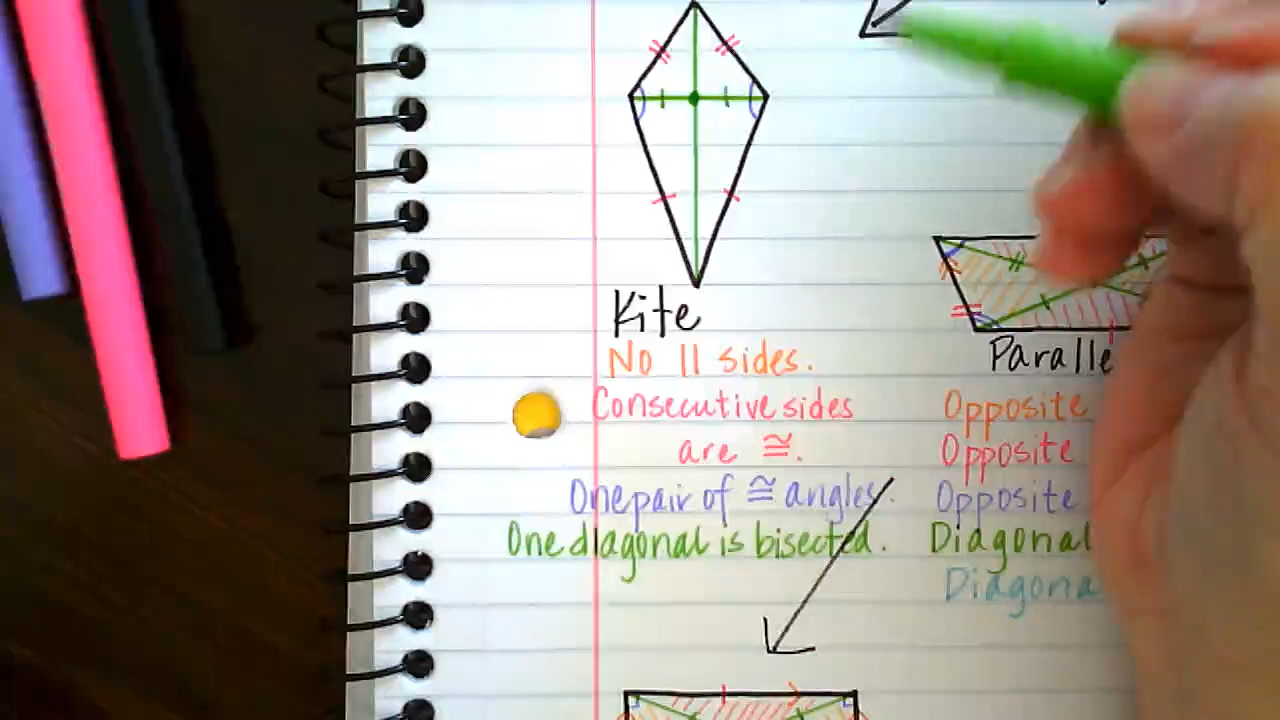 Kite
No || sides.
Consecutive sides
are ≅.
One pair of ≅ angles.
One diagonal is bisected.
Paralle
Opposite
Opposite
Opposite
Diagonal
Diagona